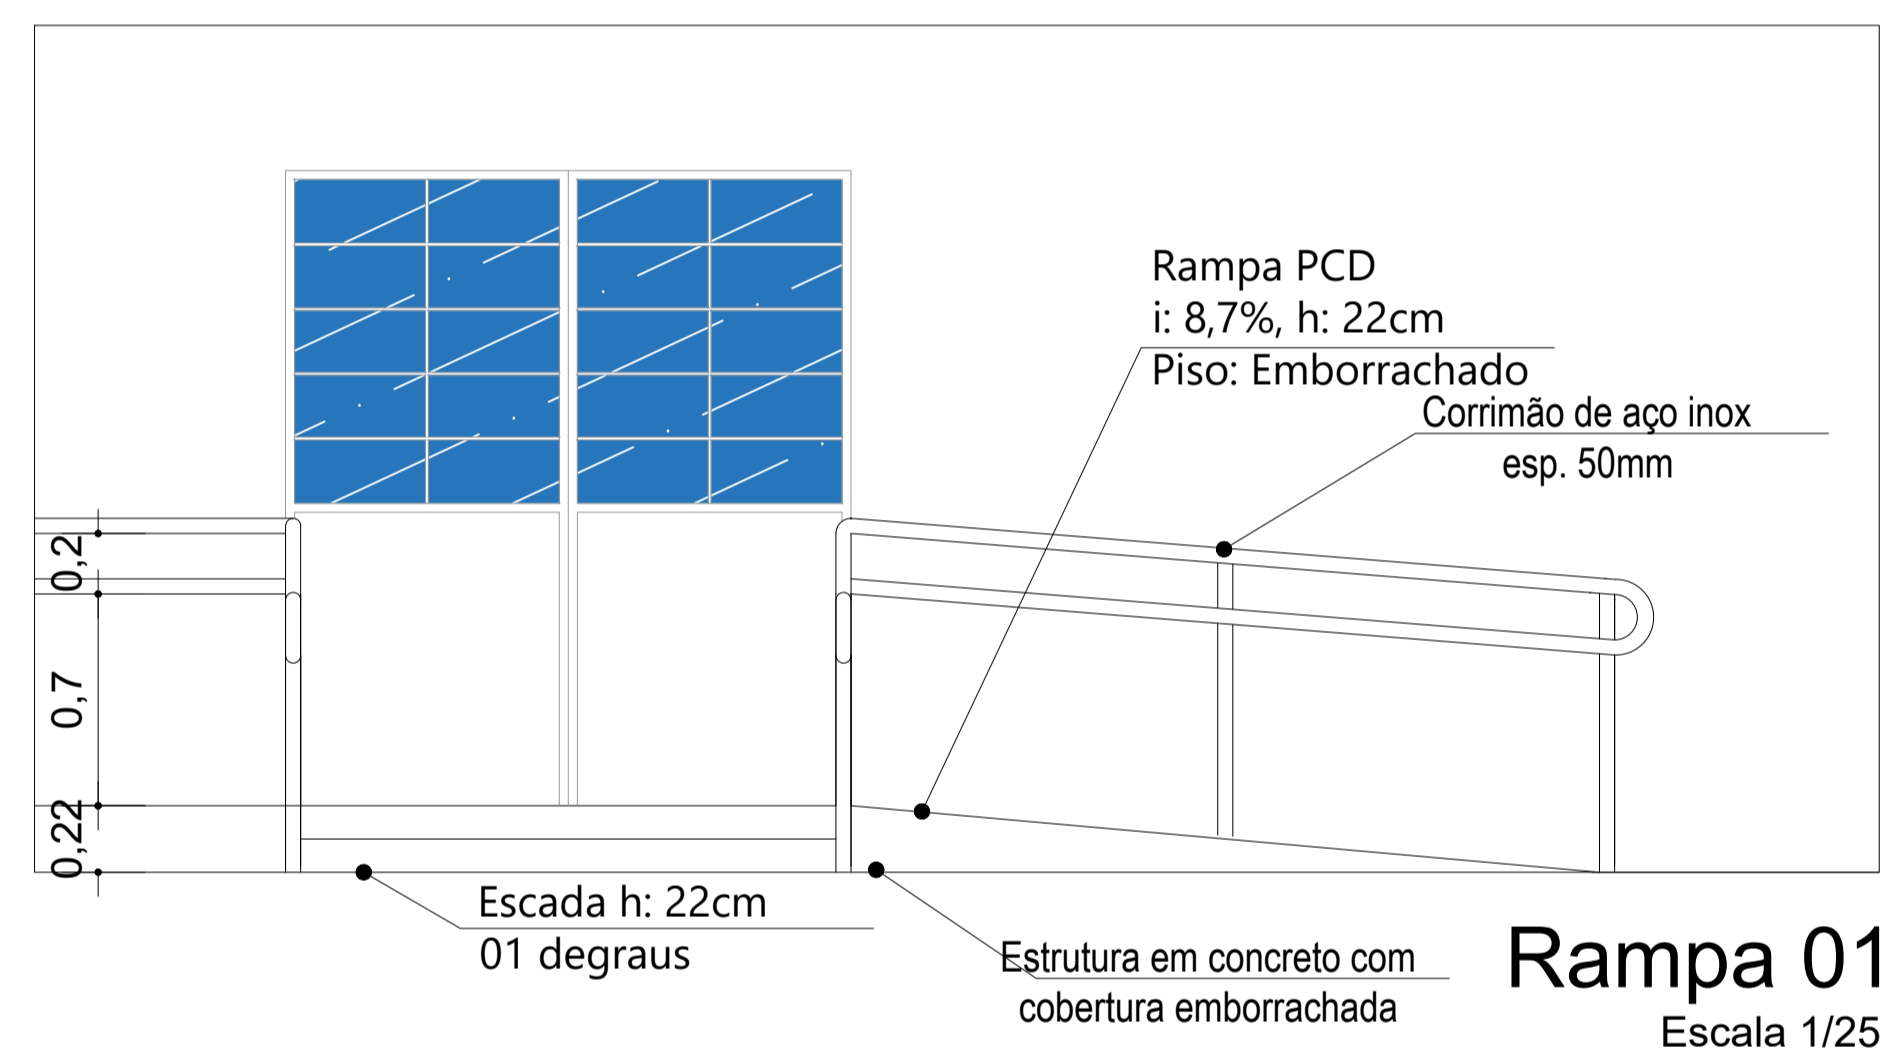 Rampa PCD
i: 8,7%, h: 22cm
Piso: Emborrachado
Corrimão de aço inox
esp. 50mm
0,2
0,7
0,22
Escada h: 22cm
01 degraus
Estrutura em concreto com
cobertura emborrachada
Rampa 01
Escala 1/25